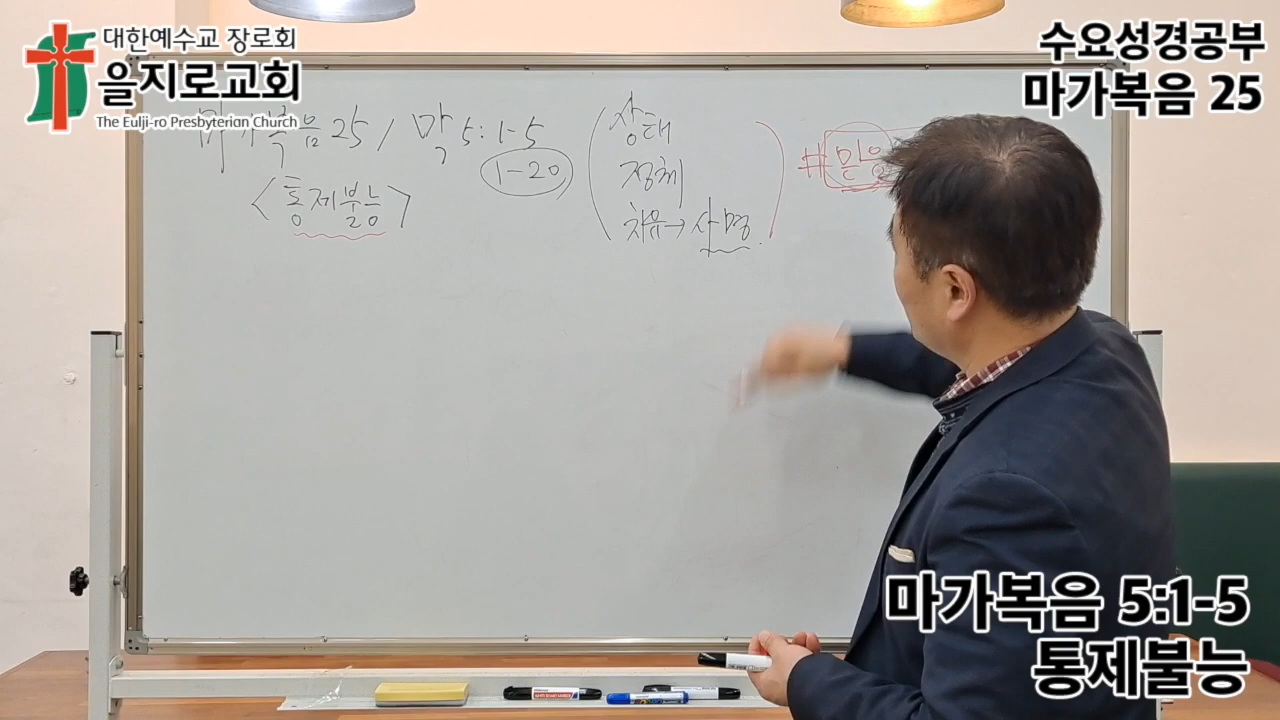 대한예수교 장로회
을지로교회
The Eulji-ro Presbyterian Church
수요성경공부
마가복음 25
마가복음 25 / 막 5:1-5
1-20
<통제불능>
상태
정체
치유→사명
#믿음
마가복음 5:1-5
통제불능